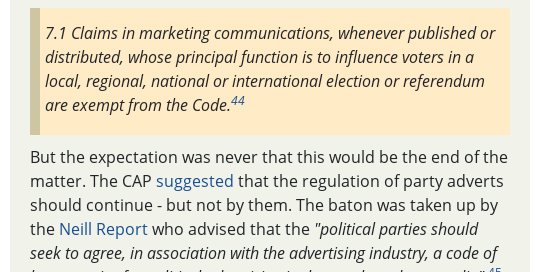 7.1 Claims in marketing communications, whenever published or
distributed, whose principal function is to influence voters in a
local, regional, national or international election or referendum
are exempt from the Code.44
But the expectation was never that this would be the end of the
matter. The CAP suggested that the regulation of party adverts
should continue - but not by them. The baton was taken up by
the Neill Report who advised that the "political parties should
seek to agree, in association with the advertising industry, a code of